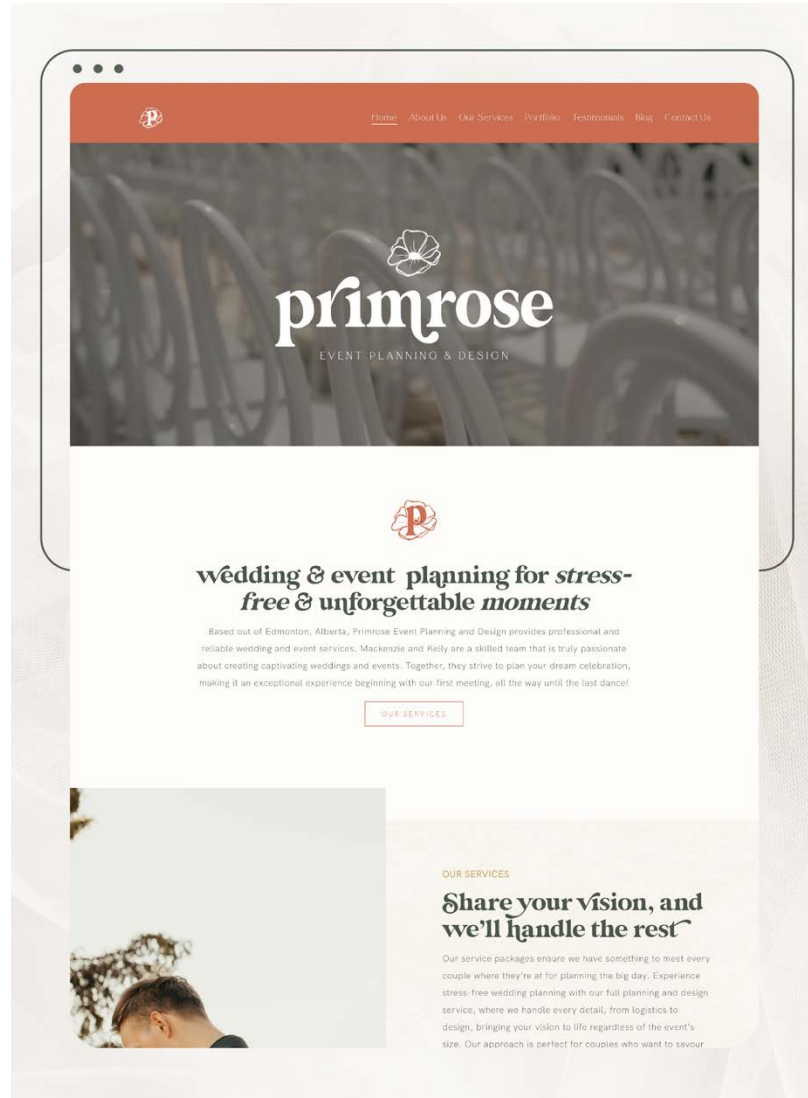 P
Home About Us Our Services Portfolio Testimonials Blog Contact Us
primrose
EVENT PLANNING & DESIGN
P
wedding & event planning for stress-
free & unforgettable moments
Based out of Edmonton, Alberta, Primrose Event Planning and Design provides professional and
reliable wedding and event services. Mackenzie and Kelly are a skilled team that is truly passionate
about creating captivating weddings and events. Together, they strive to plan your dream celebration,
making it an exceptional experience beginning with our first meeting, all the way until the last dance!
OUR SERVICES
OUR SERVICES
Share your vision, and
we'll handle the rest
Our service packages ensure we have something to meet every
couple where they're at for planning the big day. Experience
stress-free wedding planning with our full planning and design
service, where we handle every detail, from logistics to
design, bringing your vision to life regardless of the event's
size. Our approach is perfect for couples who want to savour